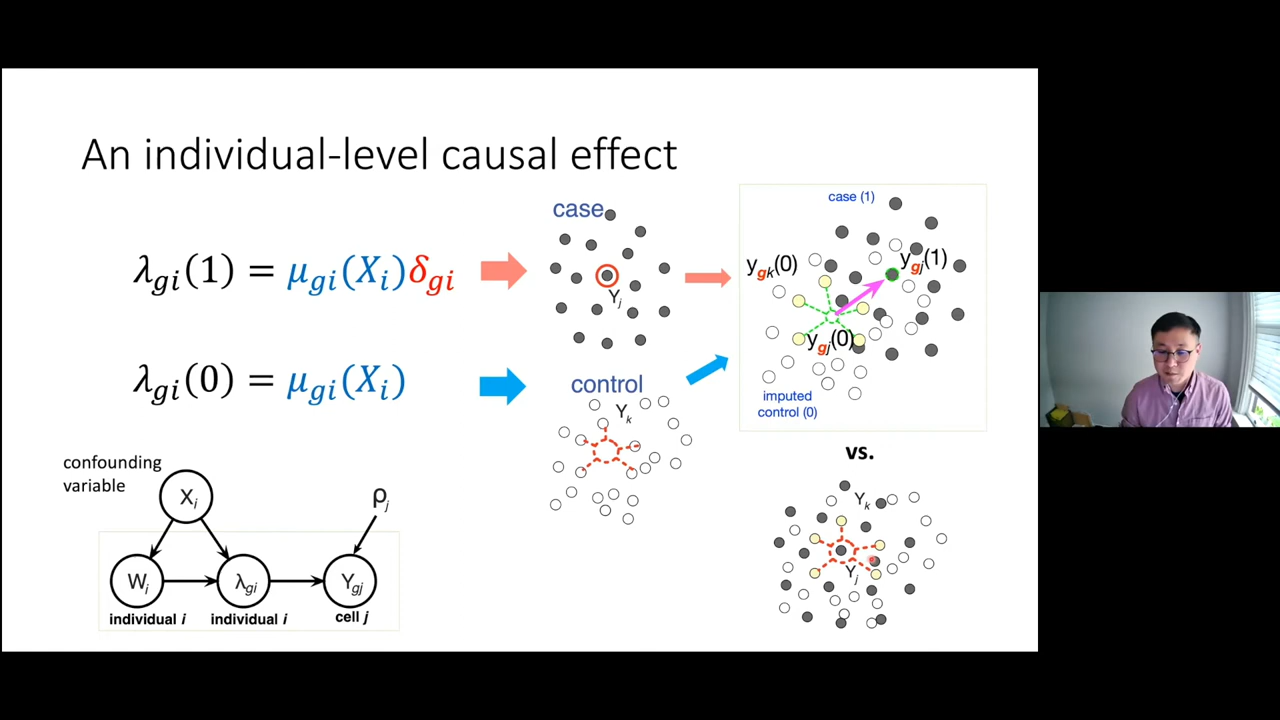 An individual-level causal effect
λgi(1) = μgi(Xi)δgi
λgi(0) = μgi(Xi)
case
Yj
control
Yk
case (1)
ygk(0)
ygj(1)
ygj(0)
imputed
control (0)
vs.
Yk
Yj
confounding
variable
Xi
ρj
Wi
λgi
Ygj
individual i
individual i
cell j